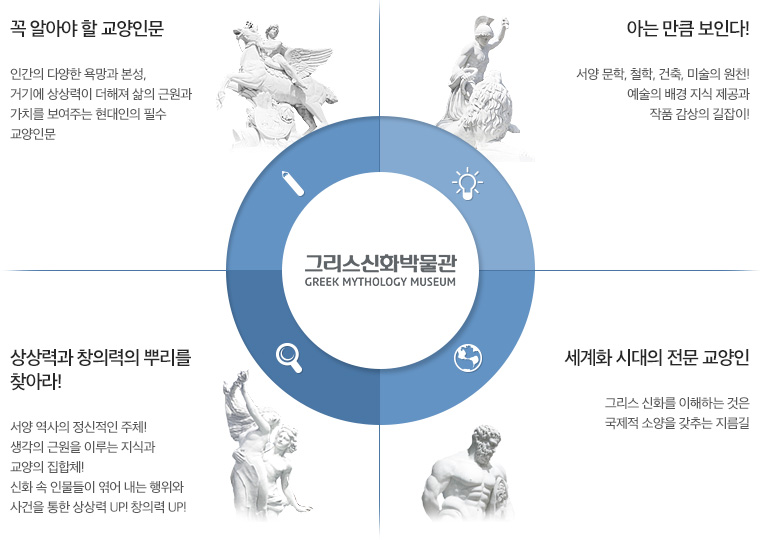 꼭 알아야 할 교양인문
인간의 다양한 욕망과 본성,
거기에 상상력이 더해져 삶의 근원과
가치를 보여주는 현대인의 필수
교양인문
아는 만큼 보인다!
서양 문학, 철학, 건축, 미술의 원천!
예술의 배경 지식 제공과
작품 감상의 길잡이!
그리스신화박물관
GREEK MYTHOLOGY MUSEUM
상상력과 창의력의 뿌리를
찾아라!
서양 역사의 정신적인 주체!
생각의 근원을 이루는 지식과
교양의 집합체!
신화 속 인물들이 엮어 내는 행위와
사건을 통한 상상력 UP! 창의력 UP!
세계화 시대의 전문 교양인
그리스 신화를 이해하는 것은
국제적 소양을 갖추는 지름길